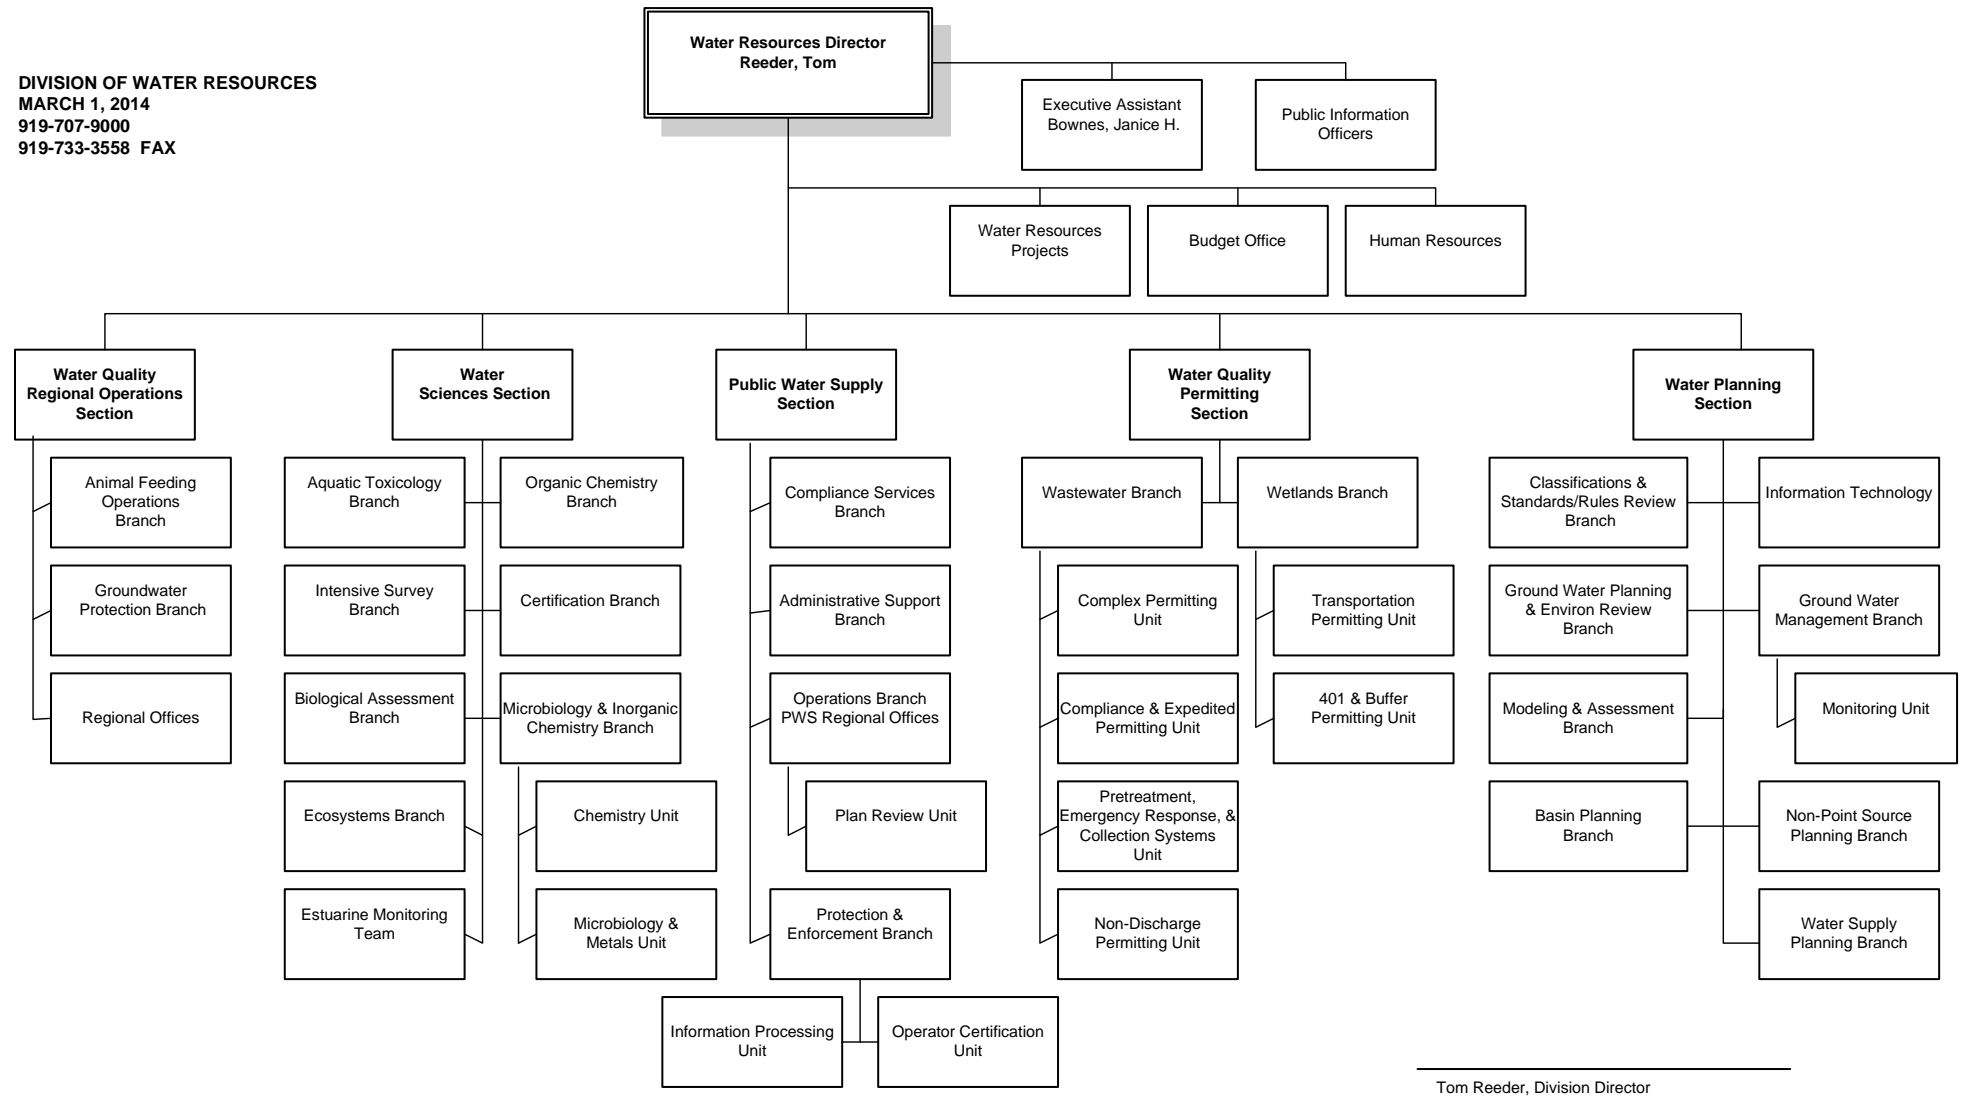 Water Resources Director
Reeder, Tom
DIVISION OF WATER RESOURCES
MARCH 1, 2014
919-707-9000
919-733-3558  FAX
Executive Assistant
Bownes, Janice H.
Public Information
Officers
Water Resources
Projects
Budget Office
Human Resources
Water Quality
Regional Operations
Section
Water
Sciences Section
Public Water Supply
Section
Water Quality
Permitting
Section
Water Planning
Section
Animal Feeding
Operations
Branch
Groundwater
Protection Branch
Regional Offices
Aquatic Toxicology
Branch
Organic Chemistry
Branch
Intensive Survey
Branch
Certification Branch
Biological Assessment
Branch
Microbiology & Inorganic
Chemistry Branch
Ecosystems Branch
Chemistry Unit
Estuarine Monitoring
Team
Microbiology &
Metals Unit
Compliance Services
Branch
Administrative Support
Branch
Operations Branch
PWS Regional Offices
Plan Review Unit
Protection &
Enforcement Branch
Information Processing
Unit
Operator Certification
Unit
Wastewater Branch
Wetlands Branch
Complex Permitting
Unit
Transportation
Permitting Unit
Compliance & Expedited
Permitting Unit
401 & Buffer
Permitting Unit
Pretreatment,
Emergency Response, &
Collection Systems
Unit
Non-Discharge
Permitting Unit
Classifications &
Standards/Rules Review
Branch
Information Technology
Ground Water Planning
& Environ Review
Branch
Ground Water
Management Branch
Modeling & Assessment
Branch
Monitoring Unit
Basin Planning
Branch
Non-Point Source
Planning Branch
Water Supply
Planning Branch
Tom Reeder, Division Director